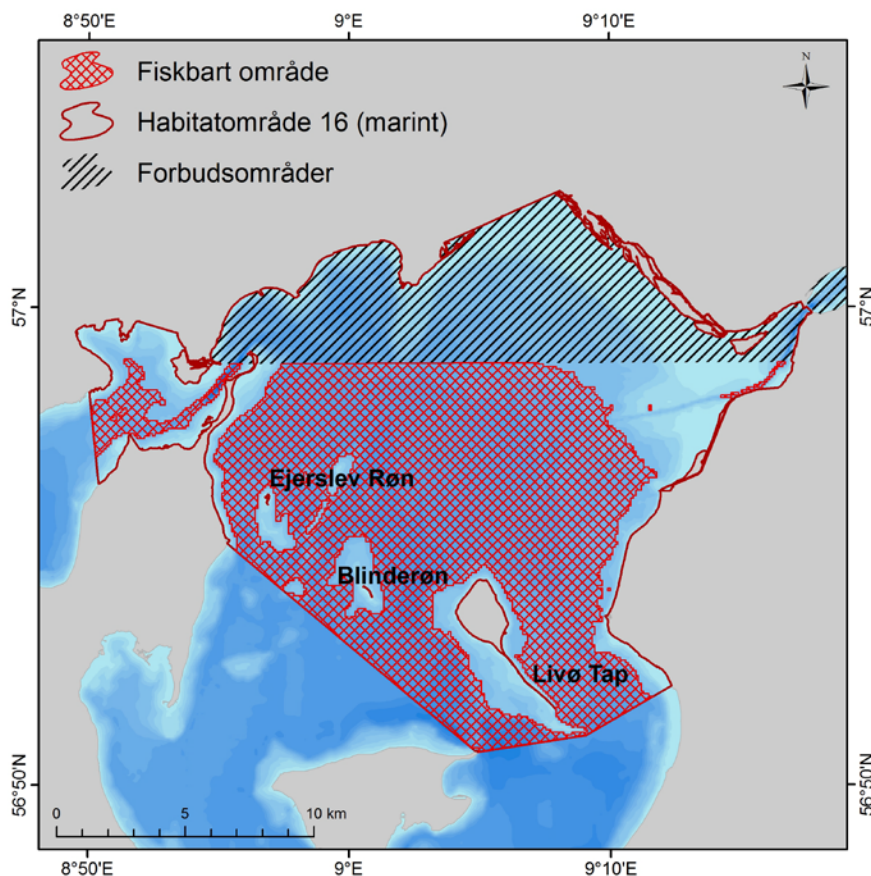 8°50'E 9°E 9°10'E
Fiskbart område
N
Habitatområde 16 (marint)
Forbudsområder
57°N 57°N
Ejerslev Røn
Blinderøn
Livø Tap
56°50'N 56°50'N
0 5 10 km
8°50'E 9°E 9°10'E